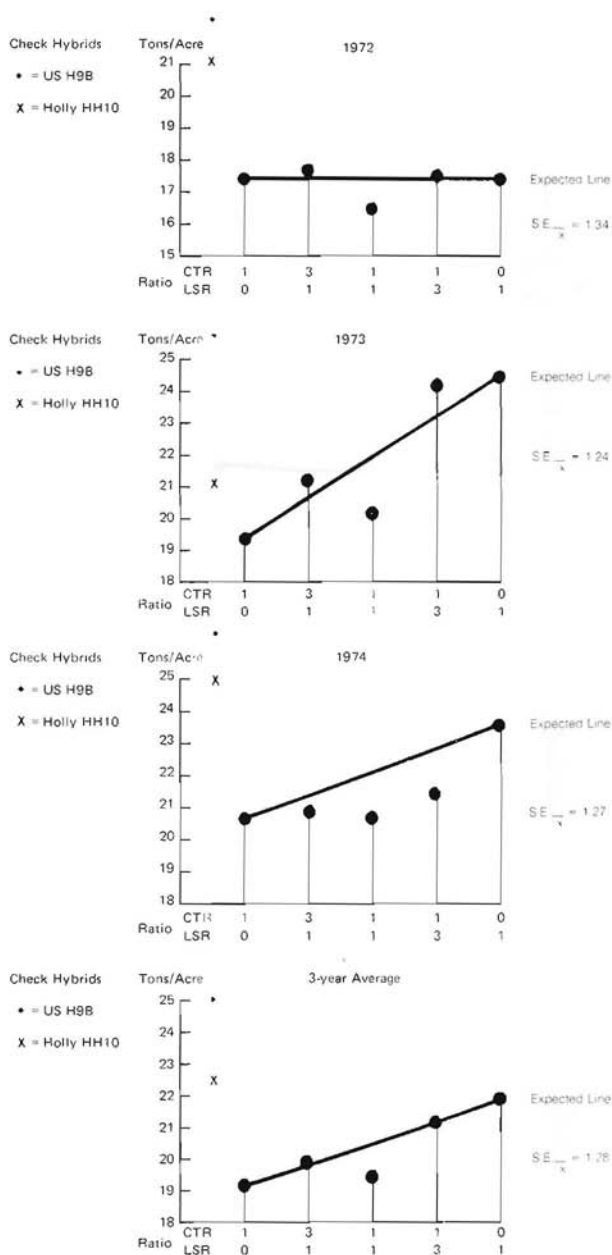 Check Hybrids Tons/Acre 1972
• = US H9B
X = Holly HH10
21
20
19
18
17
16
15
X
Expected Line
SE x̄ = 1.34
CTR 1 3 1 1 0
Ratio
LSR 0 1 1 3 1
Check Hybrids Tons/Acre 1973
• = US H9B
X = Holly HH10
25
24
23
22
21
20
19
18
X
Expected Line
SE x̄ = 1.24
CTR 1 3 1 1 0
Ratio
LSR 0 1 1 3 1
Check Hybrids Tons/Acre 1974
• = US H9B
X = Holly HH10
25
24
23
22
21
20
19
18
X
Expected Line
SE x̄ = 1.27
CTR 1 3 1 1 0
Ratio
LSR 0 1 1 3 1
Check Hybrids Tons/Acre 3-year Average
• = US H9B
X = Holly HH10
25
24
23
22
21
20
19
18
X
Expected Line
SE x̄ = 1.28
CTR 1 3 1 1 0
Ratio
LSR 0 1 1 3 1